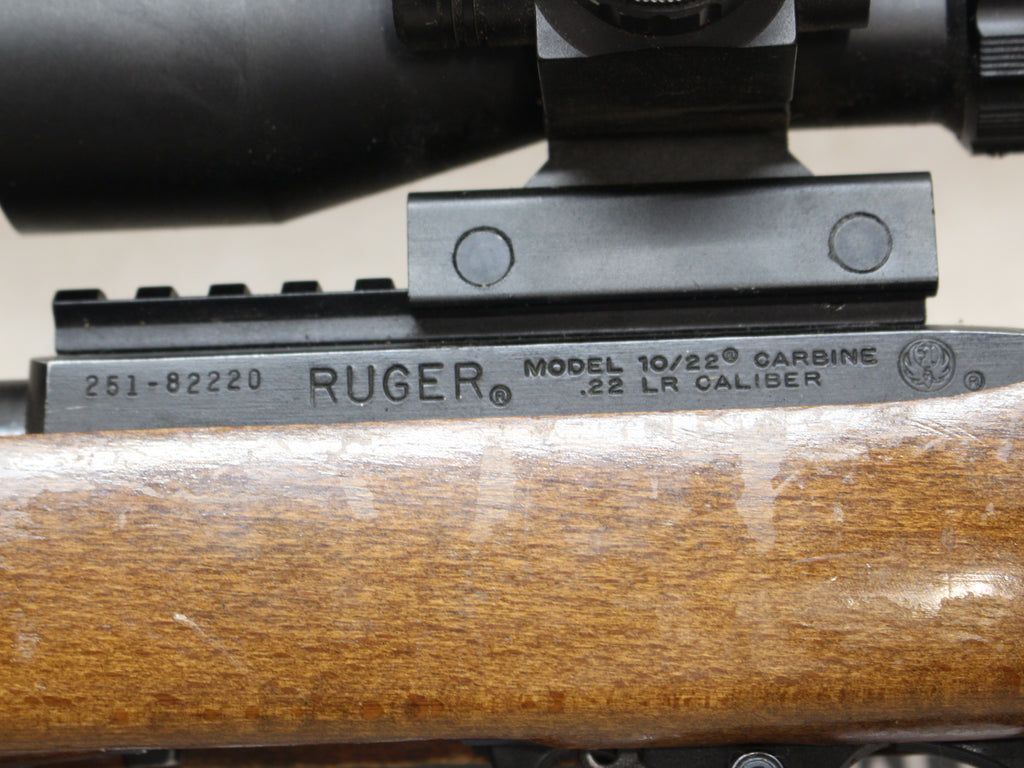 251-82220
RUGER®
MODEL 10/22® CARBINE
.22 LR CALIBER
®